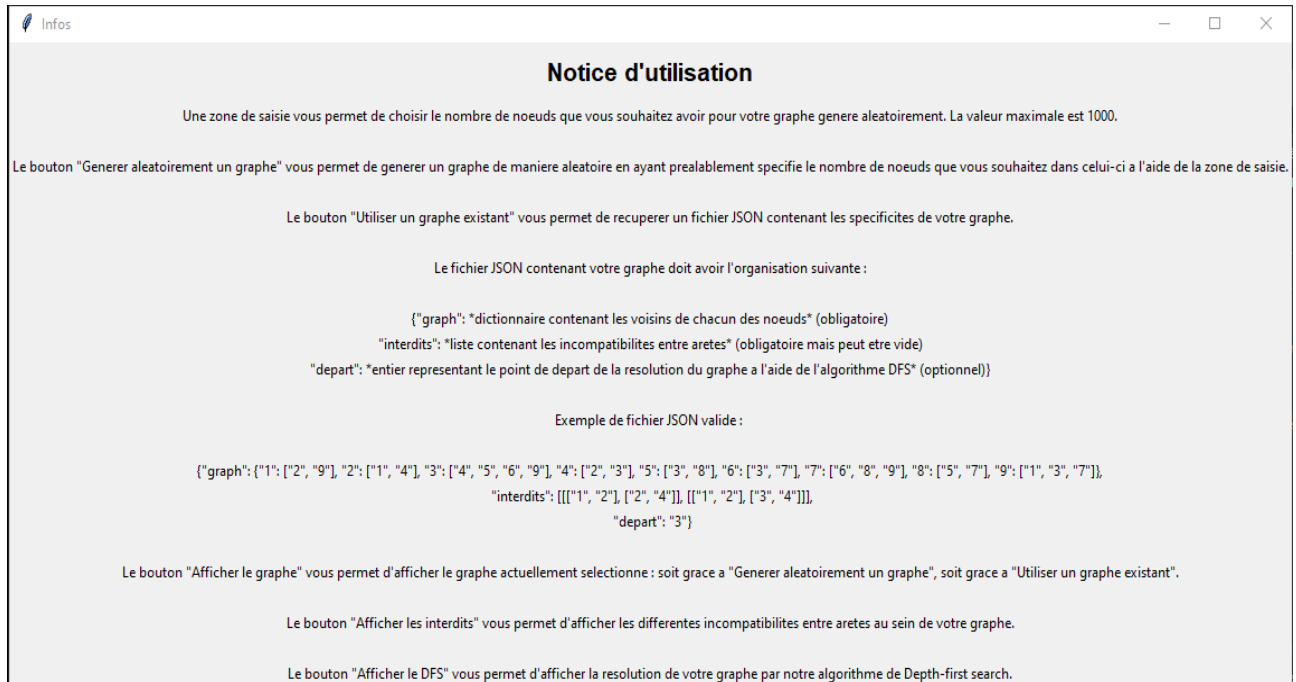 Infos
Notice d'utilisation
Une zone de saisie vous permet de choisir le nombre de noeuds que vous souhaitez avoir pour votre graphe genere aleatoirement. La valeur maximale est 1000.
Le bouton "Generer aleatoirement un graphe" vous permet de generer un graphe de maniere aleatoire en ayant prealablement specifie le nombre de noeuds que vous souhaitez dans celui-ci a l'aide de la zone de saisie.
Le bouton "Utiliser un graphe existant" vous permet de recuperer un fichier JSON contenant les specificites de votre graphe.
Le fichier JSON contenant votre graphe doit avoir l'organisation suivante :
{"graph": *dictionnaire contenant les voisins de chacun des noeuds* (obligatoire)
"interdits": *liste contenant les incompatibilites entre aretes* (obligatoire mais peut etre vide)
"depart": *entier representant le point de depart de la resolution du graphe a l'aide de l'algorithme DFS* (optionnel)}
Exemple de fichier JSON valide :
{"graph": {"1": ["2", "9"], "2": ["1", "4"], "3": ["4", "5", "6", "9"], "4": ["2", "3"], "5": ["3", "8"], "6": ["3", "7"], "7": ["6", "8", "9"], "8": ["5", "7"], "9": ["1", "3", "7"]},
"interdits": [[["1", "2"], ["2", "4"]], [["1", "2"], ["3", "4"]]],
"depart": "3"}
Le bouton "Afficher le graphe" vous permet d'afficher le graphe actuellement selectionne : soit grace a "Generer aleatoirement un graphe", soit grace a "Utiliser un graphe existant".
Le bouton "Afficher les interdits" vous permet d'afficher les differentes incompatibilites entre aretes au sein de votre graphe.
Le bouton "Afficher le DFS" vous permet d'afficher la resolution de votre graphe par notre algorithme de Depth-first search.